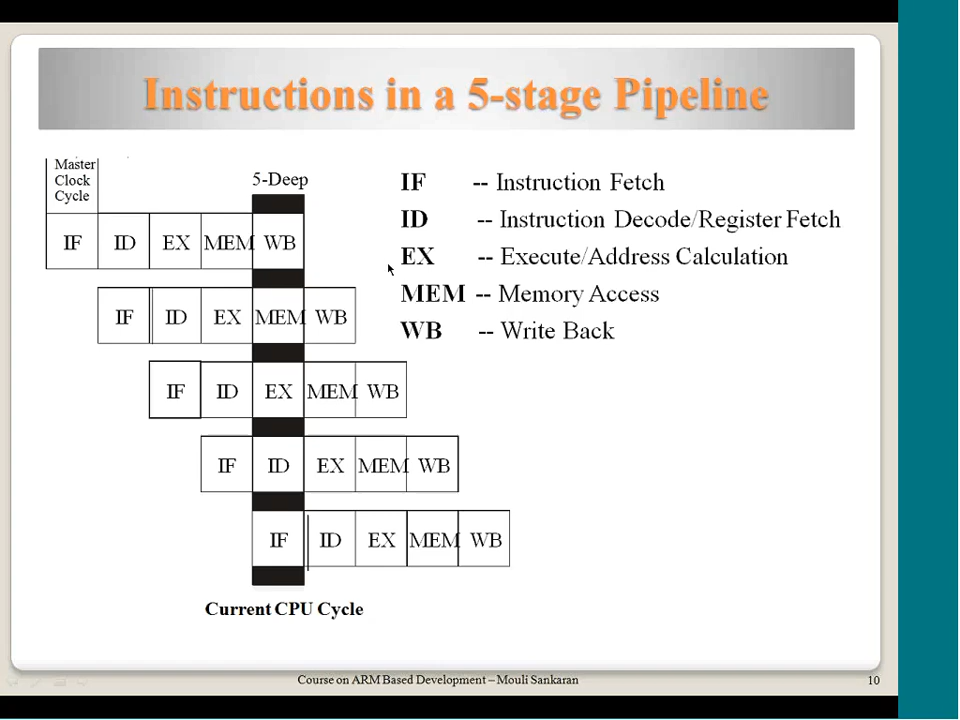 Instructions in a 5-stage Pipeline
Master
Clock
Cycle
5-Deep
IF ID EX MEM WB
IF ID EX MEM WB
IF ID EX MEM WB
IF ID EX MEM WB
IF ID EX MEM WB
Current CPU Cycle
IF -- Instruction Fetch
ID -- Instruction Decode/Register Fetch
EX -- Execute/Address Calculation
MEM -- Memory Access
WB -- Write Back
Course on ARM Based Development – Mouli Sankaran
10